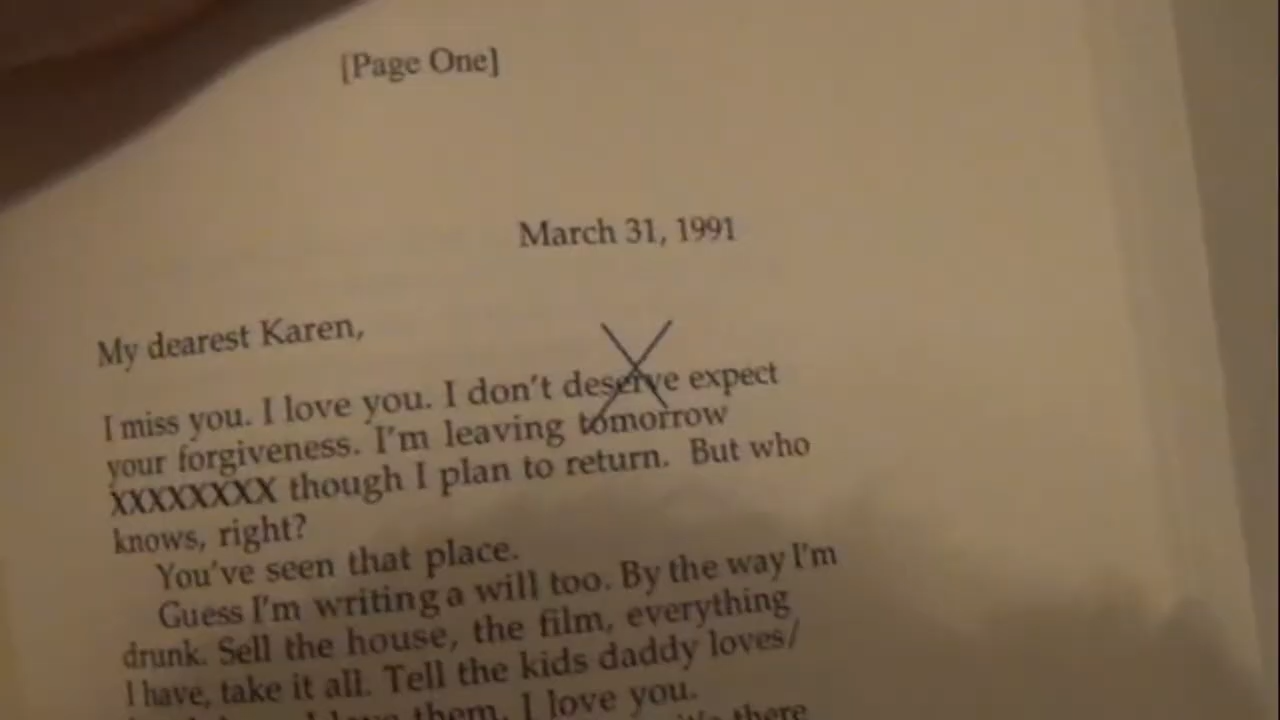 [Page One]
March 31, 1991
My dearest Karen,
I miss you. I love you. I don't deserve expect
your forgiveness. I'm leaving tomorrow
XXXXXXXX though I plan to return. But who
knows, right?
You've seen that place.
Guess I'm writing a will too. By the way I'm
drunk. Sell the house, the film, everything
I have, take it all. Tell the kids daddy loves/
them. I love you.
it's there